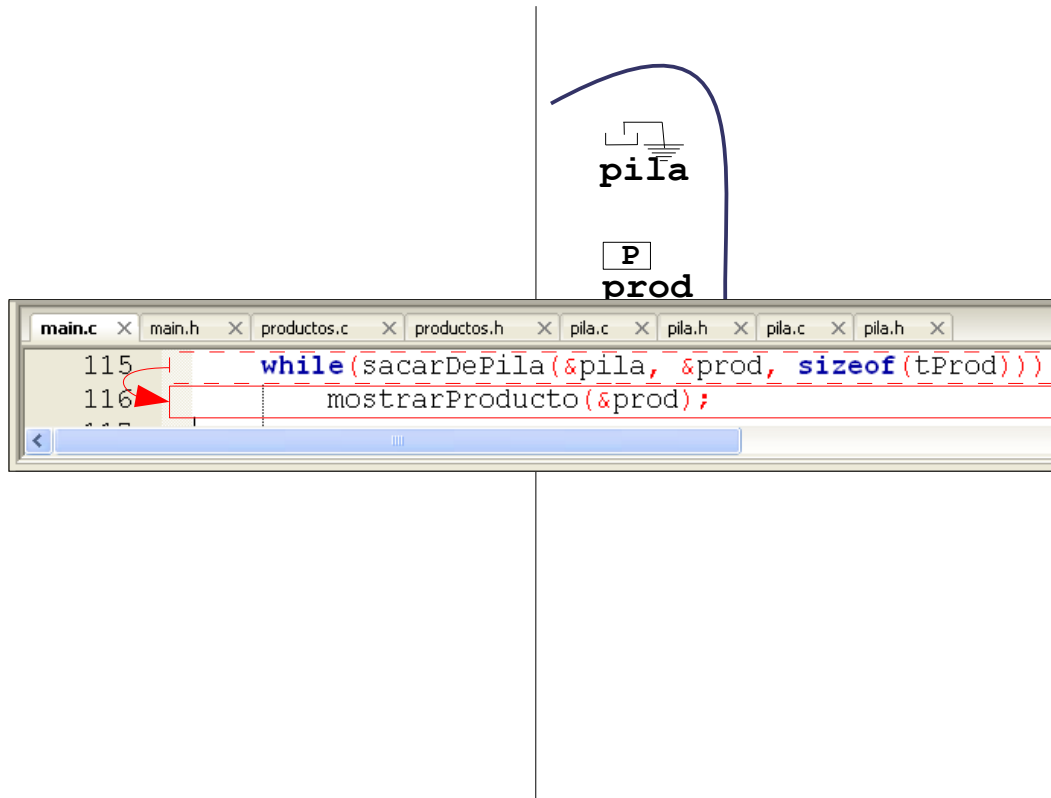 pila
P
prod
main.c main.h productos.c productos.h pila.c pila.h pila.c pila.h
115 while(sacarDePila(&pila, &prod, sizeof(tProd)))
116 mostrarProducto(&prod);